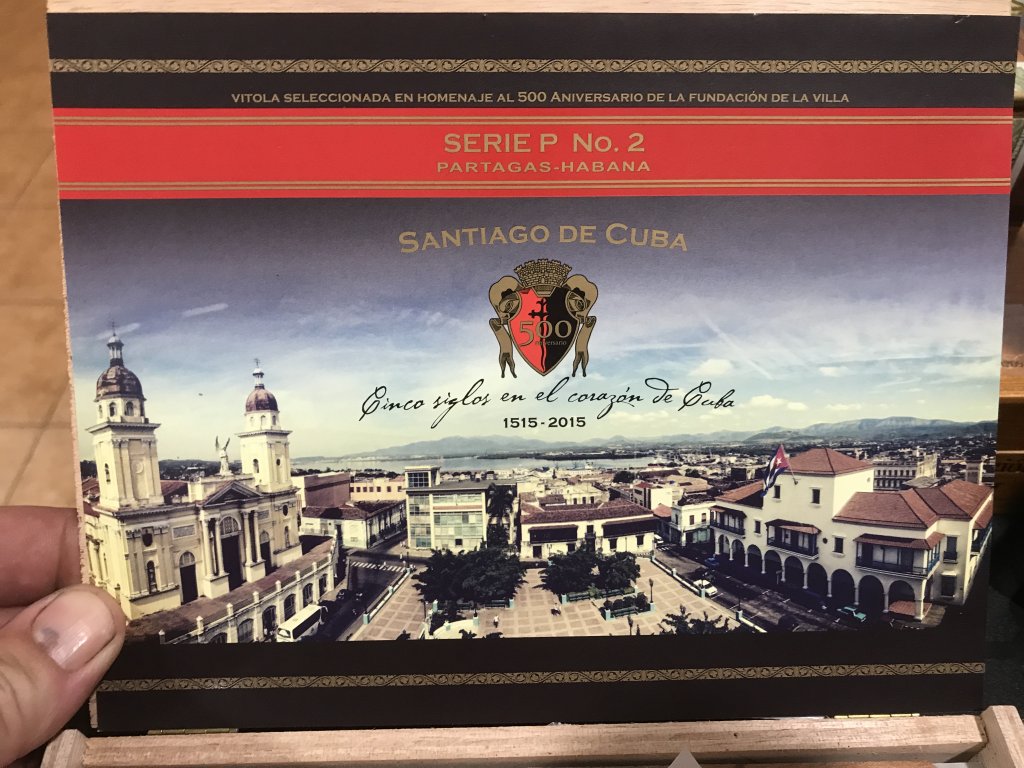 VITOLA SELECCIONADA EN HOMENAJE AL 500 ANIVERSARIO DE LA FUNDACIÓN DE LA VILLA
SERIE P No. 2
PARTAGAS-HABANA
SANTIAGO DE CUBA
500
aniversario
Cinco siglos en el corazón de Cuba
1515-2015